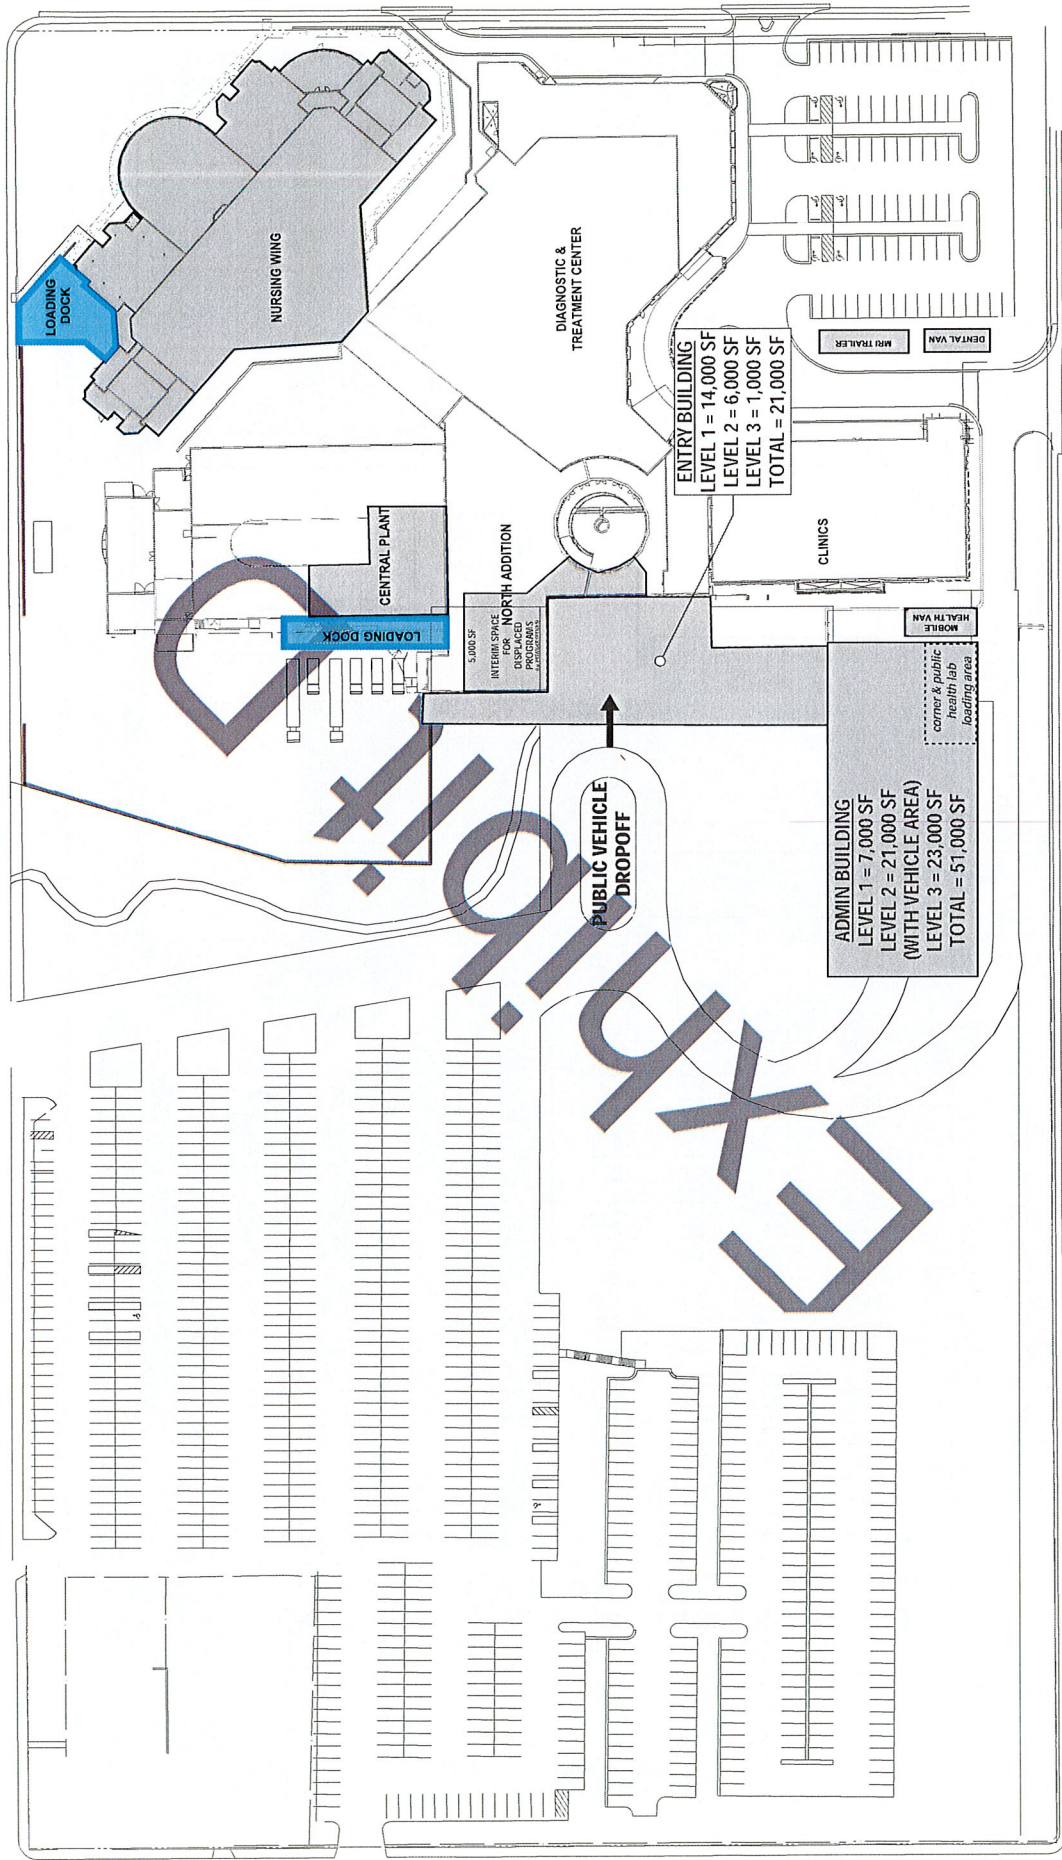 LOADING
DOCK
NURSING WING
DIAGNOSTIC &
TREATMENT CENTER
MRI TRAILER
DENTAL VAN
ENTRY BUILDING
LEVEL 1 = 14,000 SF
LEVEL 2 = 6,000 SF
LEVEL 3 = 1,000 SF
TOTAL = 21,000 SF
CENTRAL PLANT
LOADING DOCK
NORTH ADDITION
5,000 SF
INTERIM SPACE
FOR
DISPLACED
PROGRAMS
CLINICS
MOBILE
HEALTH VAN
corner & public
health lab
loading area
PUBLIC VEHICLE
DROPOFF
ADMIN BUILDING
LEVEL 1 = 7,000 SF
LEVEL 2 = 21,000 SF
(WITH VEHICLE AREA)
LEVEL 3 = 23,000 SF
TOTAL = 51,000 SF
Exhibit D